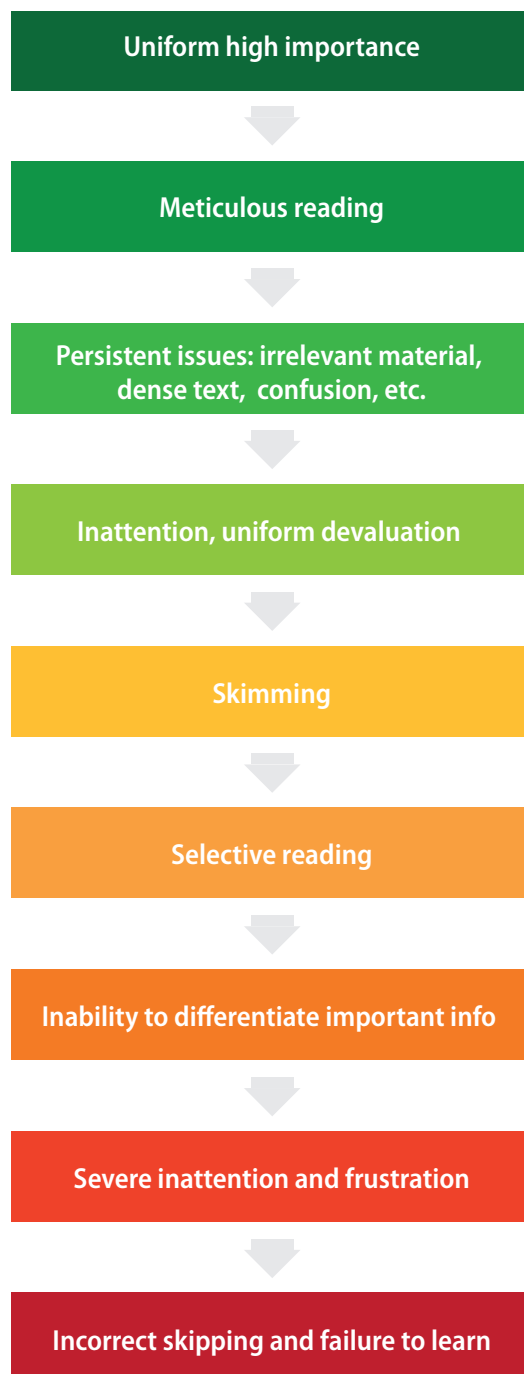 Uniform high importance
Meticulous reading
Persistent issues: irrelevant material,
dense text, confusion, etc.
Inattention, uniform devaluation
Skimming
Selective reading
Inability to differentiate important info
Severe inattention and frustration
Incorrect skipping and failure to learn